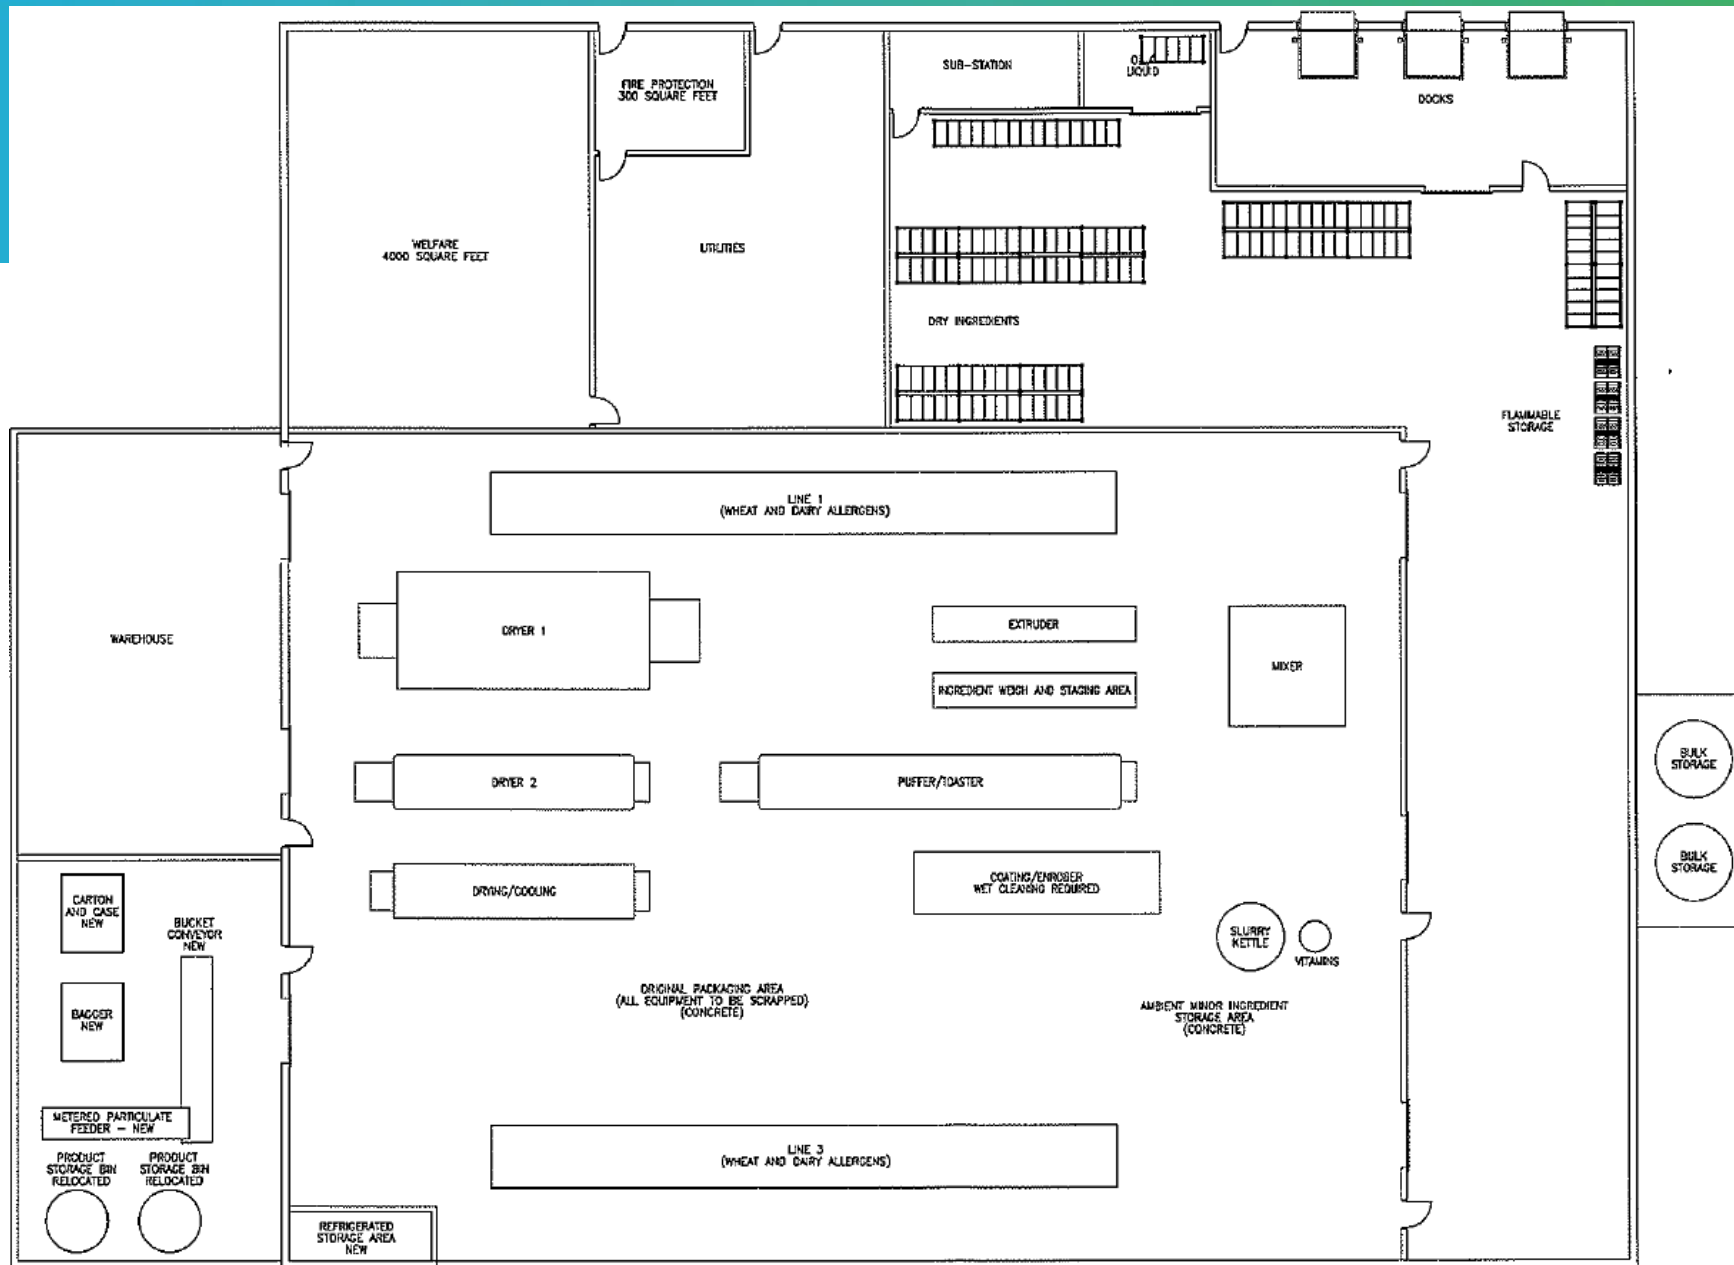 FIRE PROTECTION
300 SQUARE FEET
SUB-STATION
LIQUID
DOCKS
WELFARE
4000 SQUARE FEET
UTILITIES
DRY INGREDIENTS
FLAMMABLE
STORAGE
LINE 1
(WHEAT AND DAIRY ALLERGENS)
WAREHOUSE
DRYER 1
EXTRUDER
INGREDIENT WEIGH AND STAGING AREA
MIXER
DRYER 2
PUFFER/TOASTER
BULK
STORAGE
BULK
STORAGE
DRYING/COOLING
COATING/ENROBER
WET CLEANING REQUIRED
CARTON
AND CASE
NEW
BUCKET
CONVEYOR
NEW
SLURRY
KETTLE
VITAMINS
BAGGER
NEW
ORIGINAL PACKAGING AREA
(ALL EQUIPMENT TO BE SCRAPPED)
(CONCRETE)
AMBIENT MINOR INGREDIENT
STORAGE AREA
(CONCRETE)
METERED PARTICULATE
FEEDER - NEW
PRODUCT
STORAGE BIN
RELOCATED
PRODUCT
STORAGE BIN
RELOCATED
LINE 3
(WHEAT AND DAIRY ALLERGENS)
REFRIGERATED
STORAGE AREA
NEW